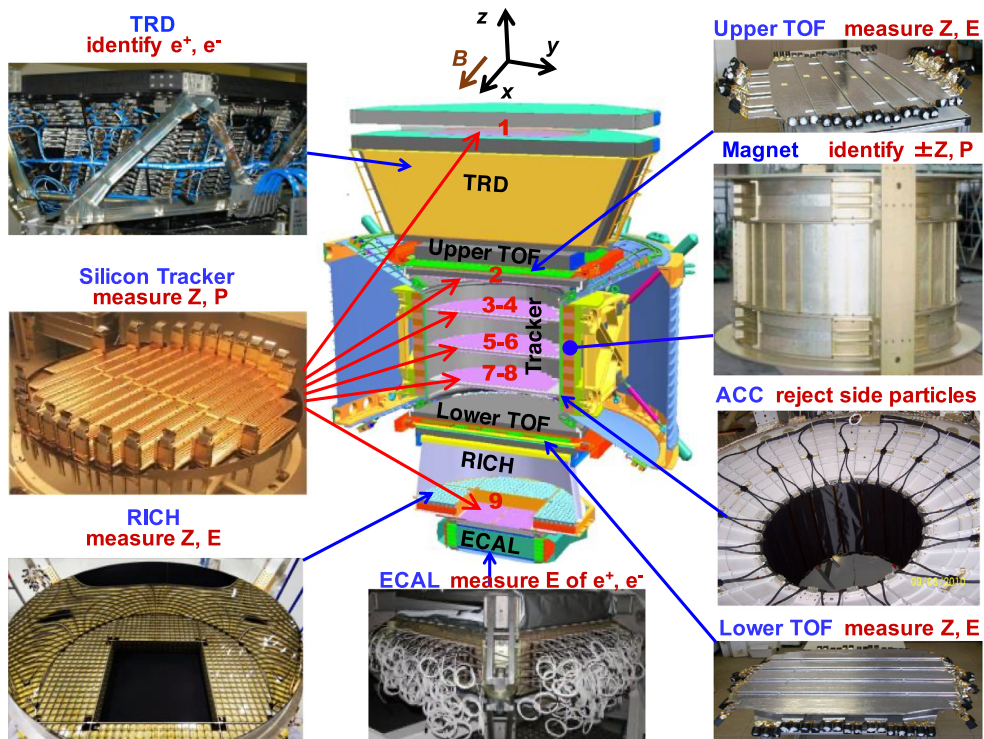 TRD
identify e⁺, e⁻
z
y
B
x
Upper TOF measure Z, E
1
TRD
Magnet identify ±Z, P
Upper TOF
2
Silicon Tracker
measure Z, P
3-4
5-6
7-8
Tracker
ACC reject side particles
Lower TOF
RICH
9
RICH
measure Z, E
ECAL
ECAL measure E of e⁺, e⁻
Lower TOF measure Z, E